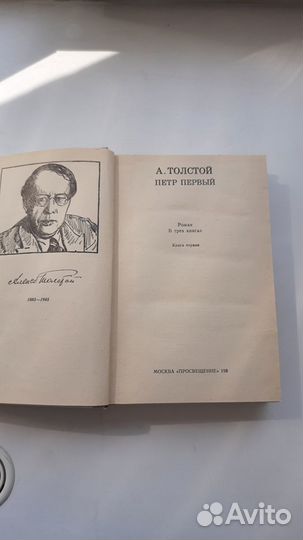 1883—1945
А. ТОЛСТОЙ
ПЕТР ПЕРВЫЙ
Роман
В трех книгах
Книга первая
МОСКВА «ПРОСВЕЩЕНИЕ»
Avito